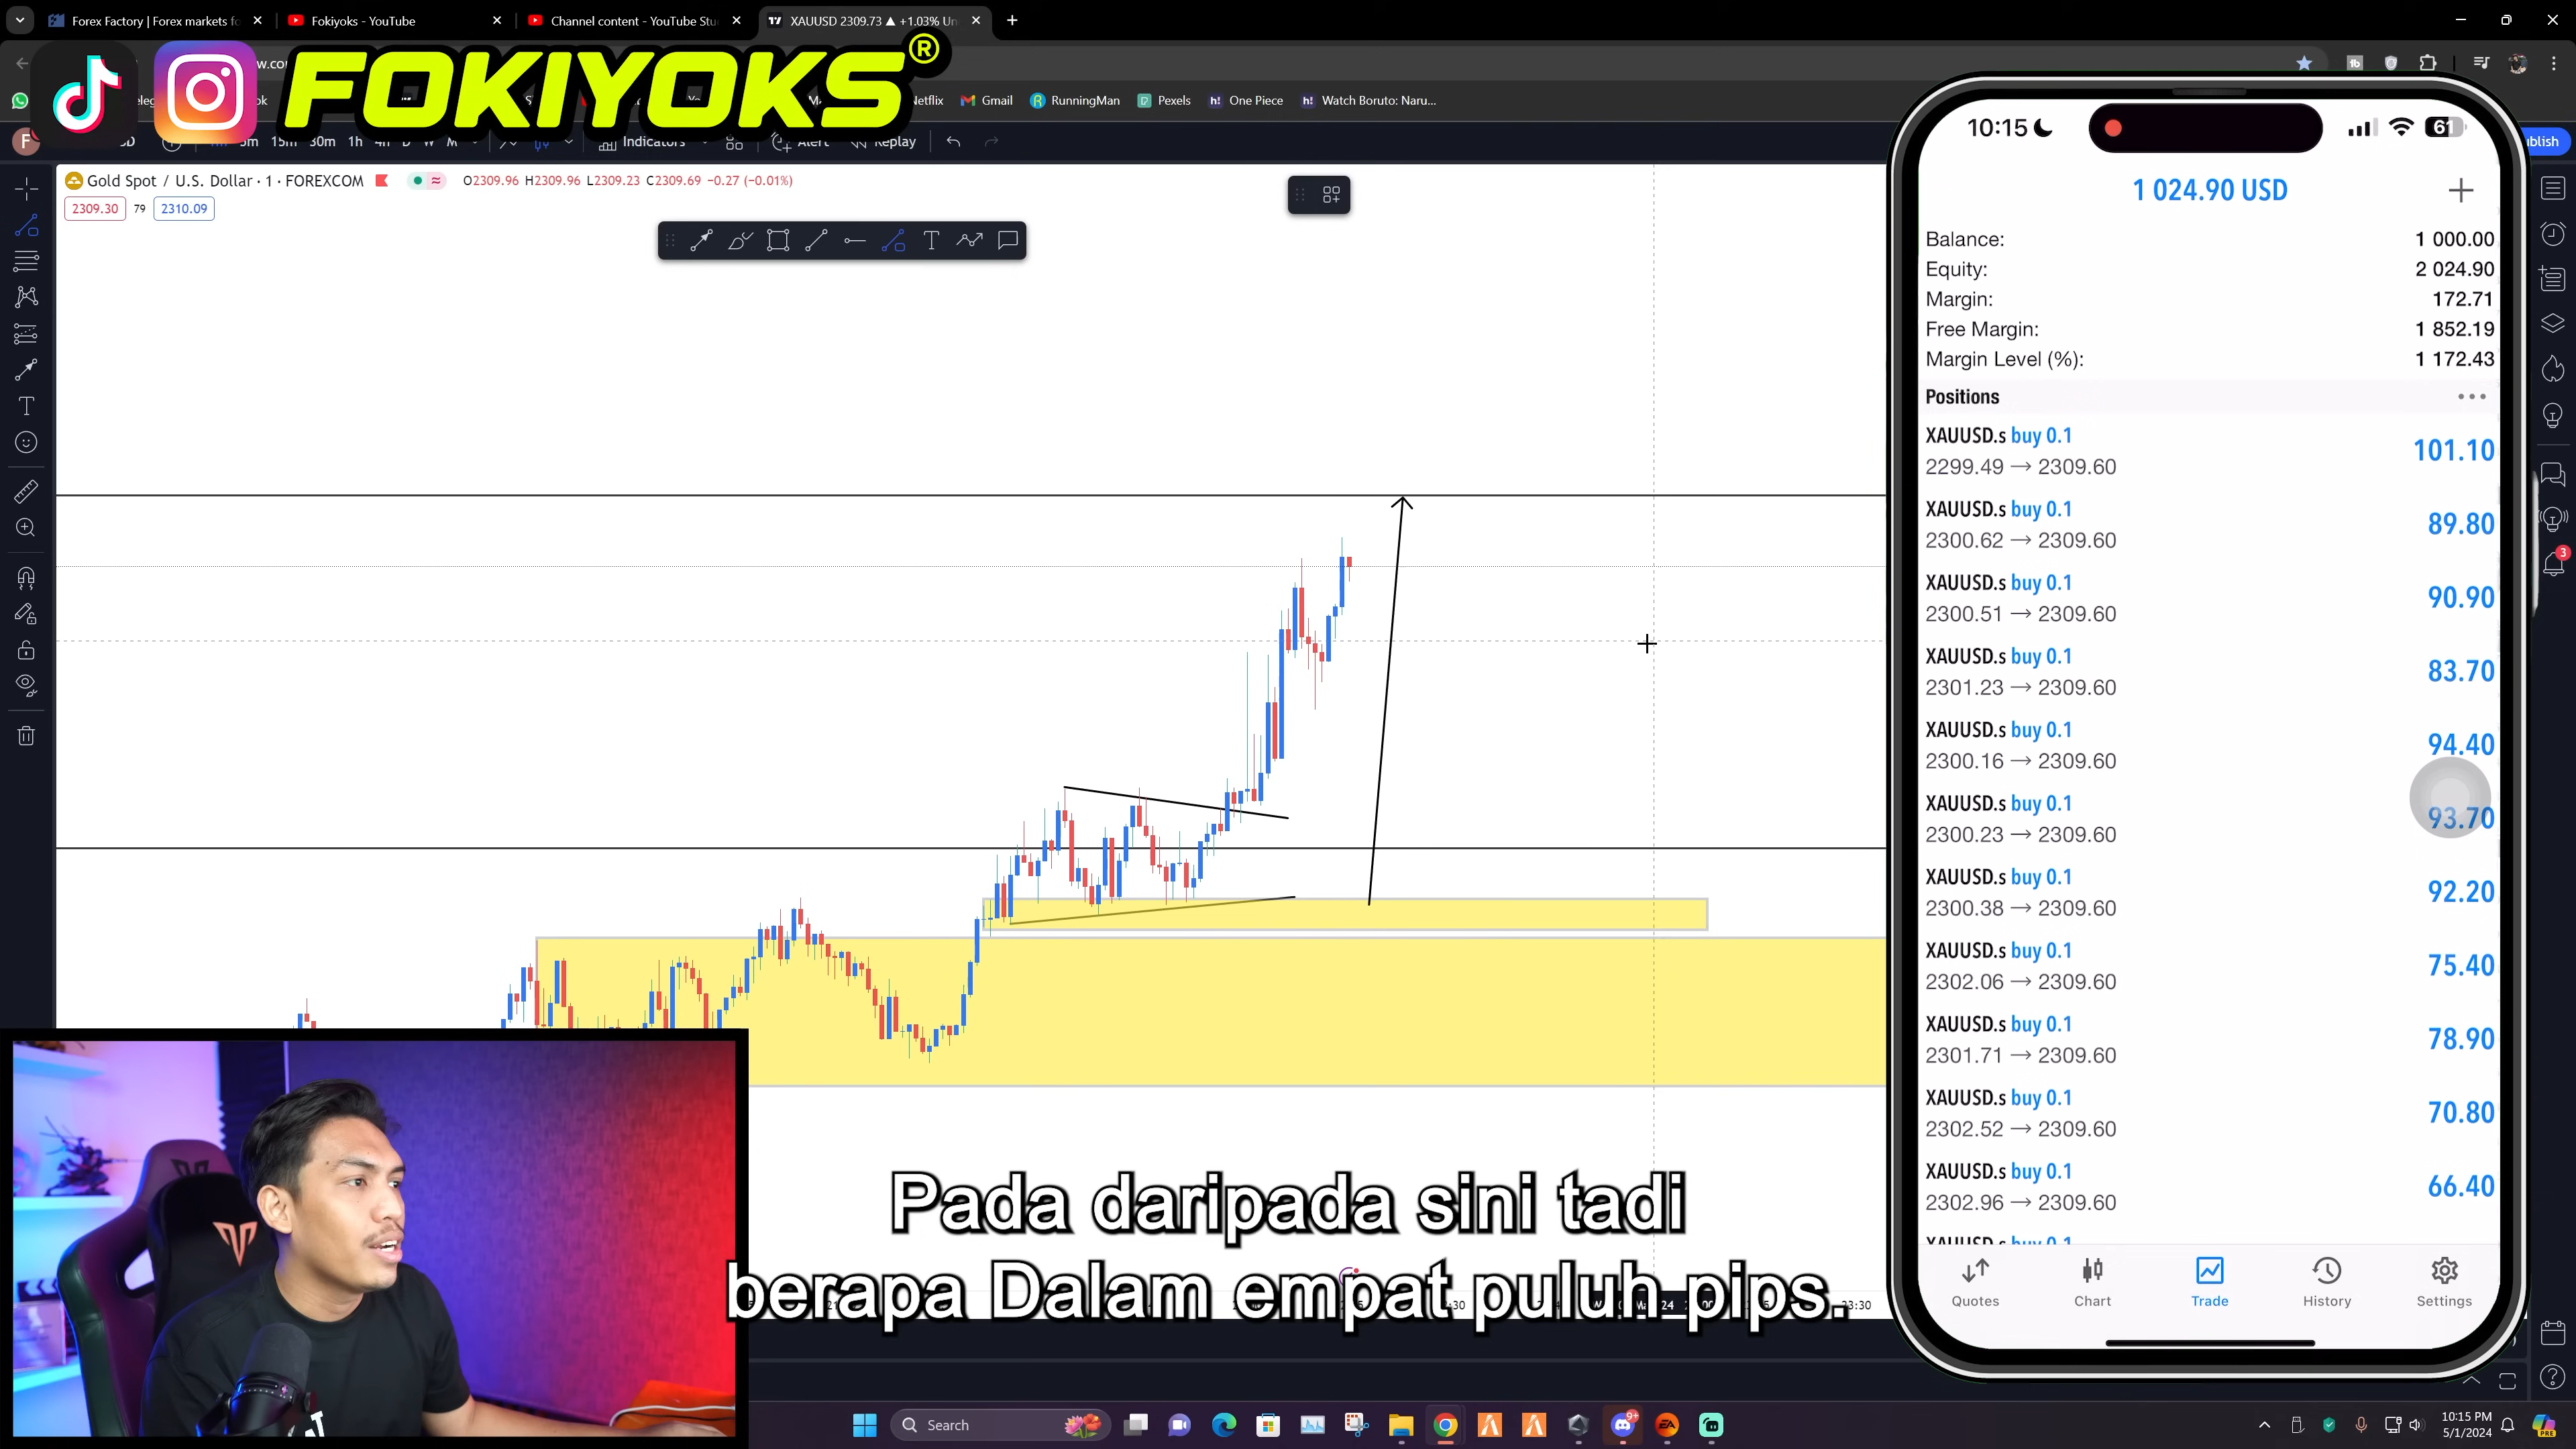 Forex Factory | Forex markets fo
Fokiyoks - YouTube
Channel content - YouTube Stu
XAUUSD 2309.73 ▲ +1.03% Un
FOKIYOKS®
Netflix
Gmail
RunningMan
Pexels
One Piece
Watch Boruto: Naru...
15m 30m 1h
Indicators
Alert
Replay
Gold Spot / U.S. Dollar · 1 · FOREXCOM
O2309.96 H2309.96 L2309.23 C2309.69 −0.27 (−0.01%)
2309.30 79 2310.09
10:15
61
1 024.90 USD
Balance: 1 000.00
Equity: 2 024.90
Margin: 172.71
Free Margin: 1 852.19
Margin Level (%): 1 172.43
Positions
XAUUSD.s buy 0.1 101.10
2299.49 → 2309.60
XAUUSD.s buy 0.1 89.80
2300.62 → 2309.60
XAUUSD.s buy 0.1 90.90
2300.51 → 2309.60
XAUUSD.s buy 0.1 83.70
2301.23 → 2309.60
XAUUSD.s buy 0.1 94.40
2300.16 → 2309.60
XAUUSD.s buy 0.1 93.70
2300.23 → 2309.60
XAUUSD.s buy 0.1 92.20
2300.38 → 2309.60
XAUUSD.s buy 0.1 75.40
2302.06 → 2309.60
XAUUSD.s buy 0.1 78.90
2301.71 → 2309.60
XAUUSD.s buy 0.1 70.80
2302.52 → 2309.60
XAUUSD.s buy 0.1 66.40
2302.96 → 2309.60
XAUUSD.s buy 0.1
Quotes
Chart
Trade
History
Settings
Pada daripada sini tadi
berapa Dalam empat puluh pips.
23:30
Search
10:15 PM
5/1/2024